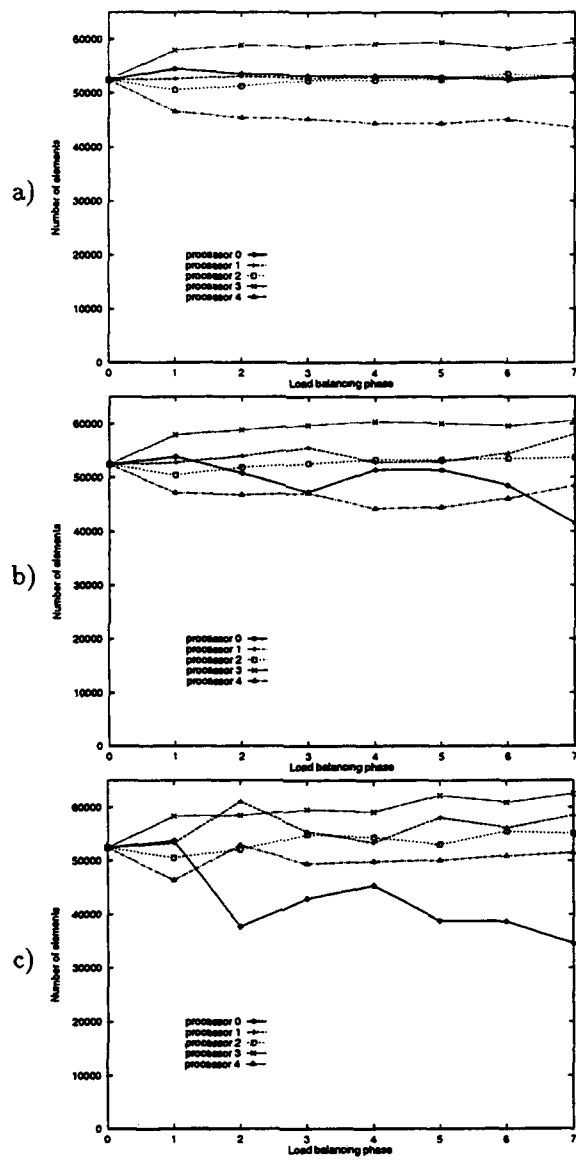 a)
Number of elements
60000
50000
40000
30000
20000
10000
0
processor 0
processor 1
processor 2
processor 3
processor 4
0 1 2 3 4 5 6 7
Load balancing phase
b)
Number of elements
60000
50000
40000
30000
20000
10000
0
processor 0
processor 1
processor 2
processor 3
processor 4
0 1 2 3 4 5 6 7
Load balancing phase
c)
Number of elements
60000
50000
40000
30000
20000
10000
0
processor 0
processor 1
processor 2
processor 3
processor 4
0 1 2 3 4 5 6 7
Load balancing phase